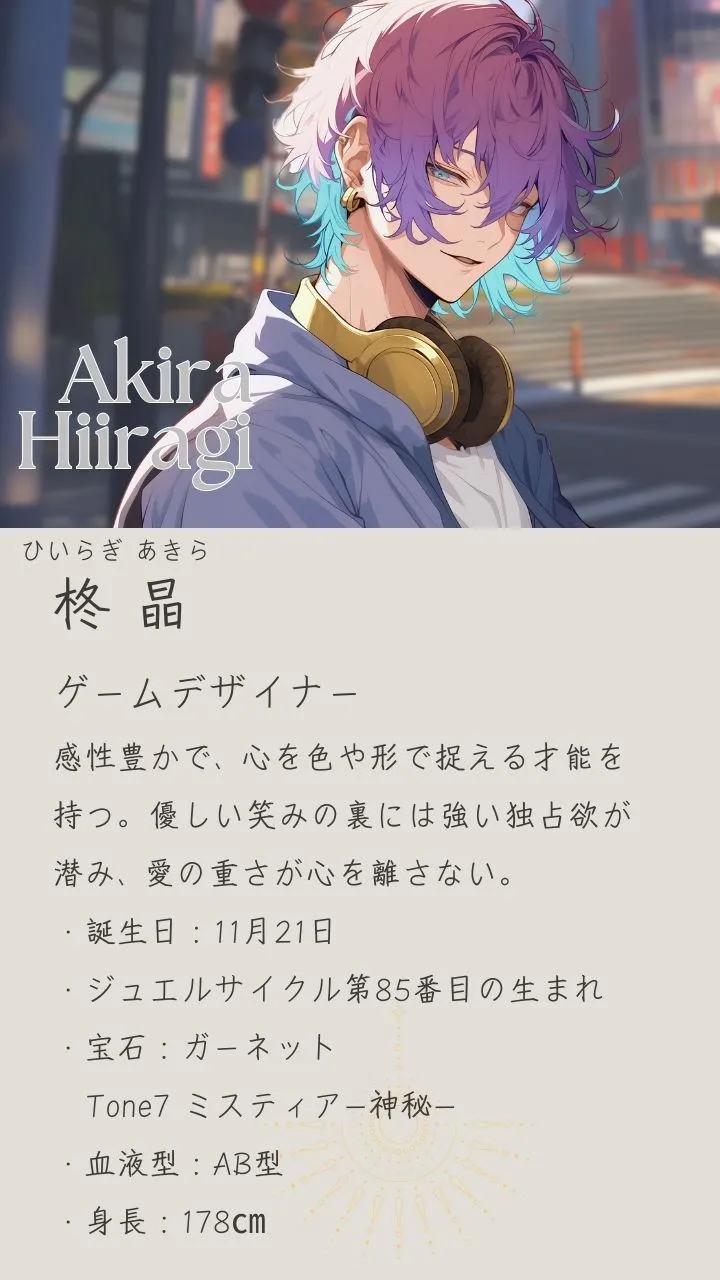 Akira
Hiiragi
ひいらぎ あきら
柊 晶
ゲームデザイナー
感性豊かで、心を色や形で捉える才能を
持つ。優しい笑みの裏には強い独占欲が
潜み、愛の重さが心を離さない。
・誕生日：11月21日
・ジュエルサイクル第85番目の生まれ
・宝石：ガーネット
Tone7 ミスティアー神秘ー
・血液型：AB型
・身長：178cm